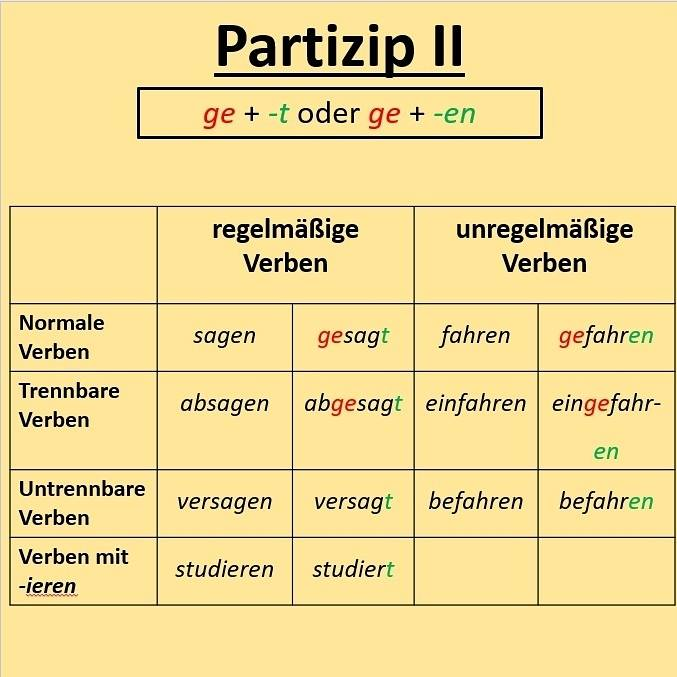 Partizip II
ge + -t oder ge + -en
regelmäßige
Verben
unregelmäßige
Verben
Normale
Verben
sagen
gesagt
fahren
gefahren
Trennbare
Verben
absagen
abgesagt
einfahren
eingefahr-
en
Untrennbare
Verben
versagen
versagt
befahren
befahren
Verben mit
-ieren
studieren
studiert